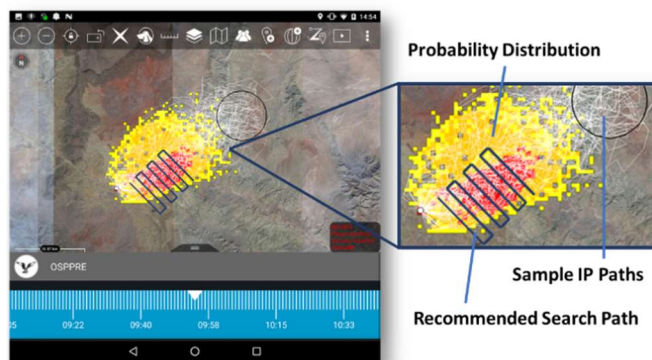 14:54
Probability Distribution
OSPPRE
Sample IP Paths
Recommended Search Path
05 09:22 09:40 09:58 10:15 10:33